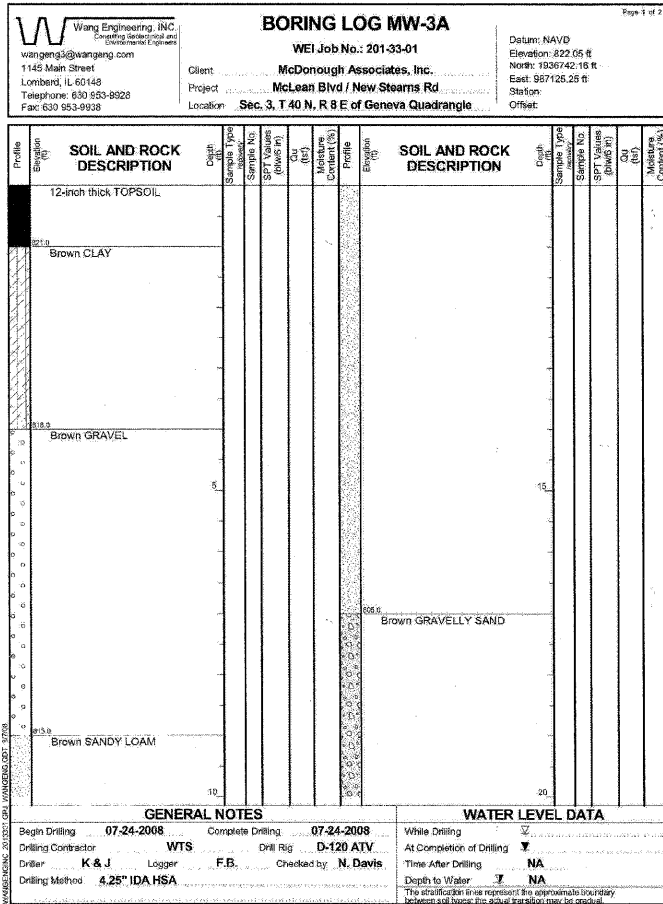 Page 1 of 2
Wang Engineering, INC.
Consulting Geotechnical and
Environmental Engineers
wangeng3@wangeng.com
1145 Main Street
Lombard, IL 60148
Telephone: 630 953-9928
Fax: 630 953-9938
BORING LOG MW-3A
WEI Job No.: 201-33-01
Client McDonough Associates, Inc.
Project McLean Blvd / New Stearns Rd
Location Sec. 3, T 40 N, R 8 E of Geneva Quadrangle
Datum: NAVD
Elevation: 822.05 ft
North: 1936742.16 ft
East: 987125.25 ft
Station:
Offset:
Profile Elevation (ft) SOIL AND ROCK DESCRIPTION Depth (ft) Sample Type recovery Sample No. SPT Values (blw/6 in) Qu (tsf) Moisture Content (%)
Profile Elevation (ft) SOIL AND ROCK DESCRIPTION Depth (ft) Sample Type recovery Sample No. SPT Values (blw/6 in) Qu (tsf) Moisture Content (%)
12-inch thick TOPSOIL
821.0
Brown CLAY
818.0
Brown GRAVEL
5
813.0
Brown SANDY LOAM
10
15
Brown GRAVELLY SAND
20
GENERAL NOTES
Begin Drilling 07-24-2008 Complete Drilling 07-24-2008
Drilling Contractor WTS Drill Rig D-120 ATV
Driller K & J Logger F.B. Checked by N. Davis
Drilling Method 4.25" IDA HSA
WATER LEVEL DATA
While Drilling
At Completion of Drilling
Time After Drilling NA
Depth to Water NA
The stratification lines represent the approximate boundary
between soil types; the actual transition may be gradual.